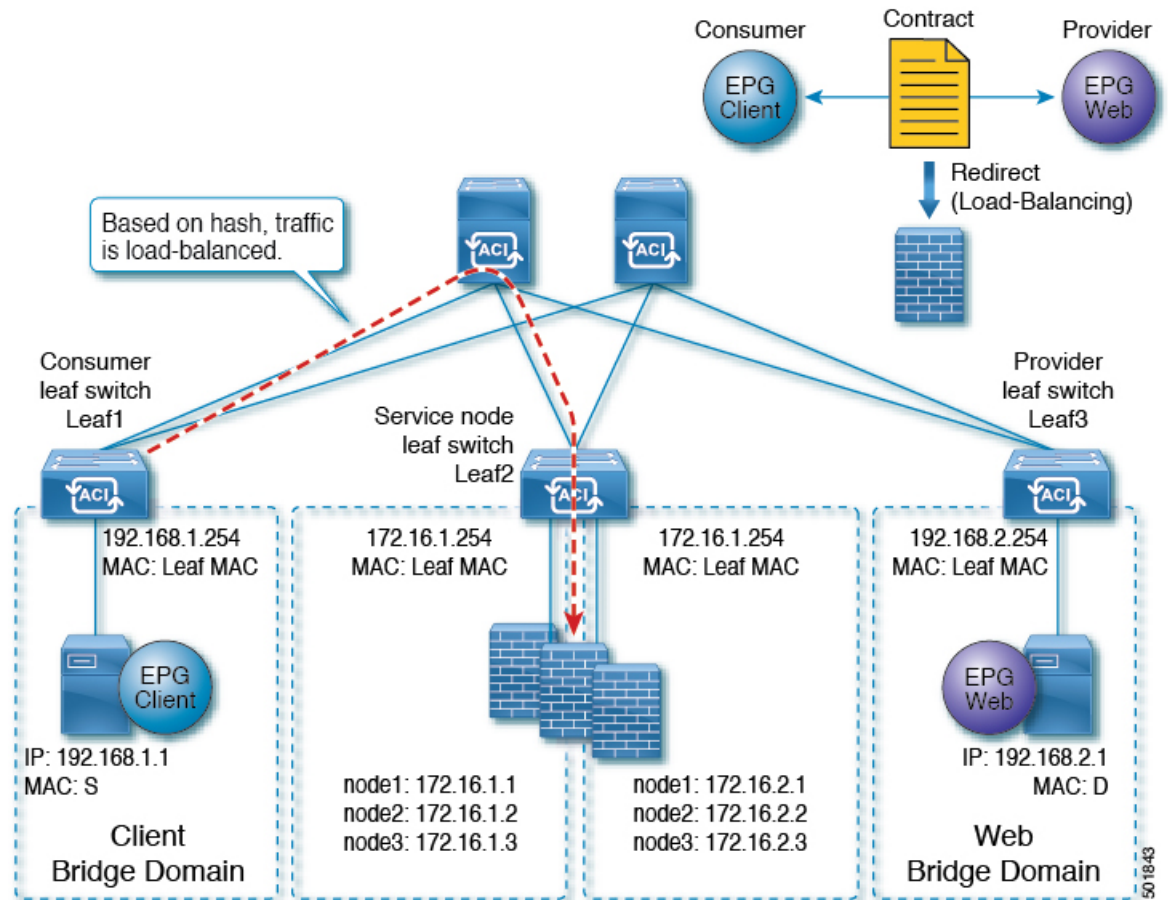 Consumer
Contract
Provider
EPG
Client
EPG
Web
Redirect
(Load-Balancing)
Based on hash, traffic
is load-balanced.
ACI
ACI
Consumer
leaf switch
Leaf1
Service node
leaf switch
Leaf2
Provider
leaf switch
Leaf3
ACI
ACI
ACI
192.168.1.254
MAC: Leaf MAC
172.16.1.254
MAC: Leaf MAC
172.16.1.254
MAC: Leaf MAC
192.168.2.254
MAC: Leaf MAC
EPG
Client
EPG
Web
IP: 192.168.1.1
MAC: S
node1: 172.16.1.1
node2: 172.16.1.2
node3: 172.16.1.3
node1: 172.16.2.1
node2: 172.16.2.2
node3: 172.16.2.3
IP: 192.168.2.1
MAC: D
Client
Bridge Domain
Web
Bridge Domain
501843